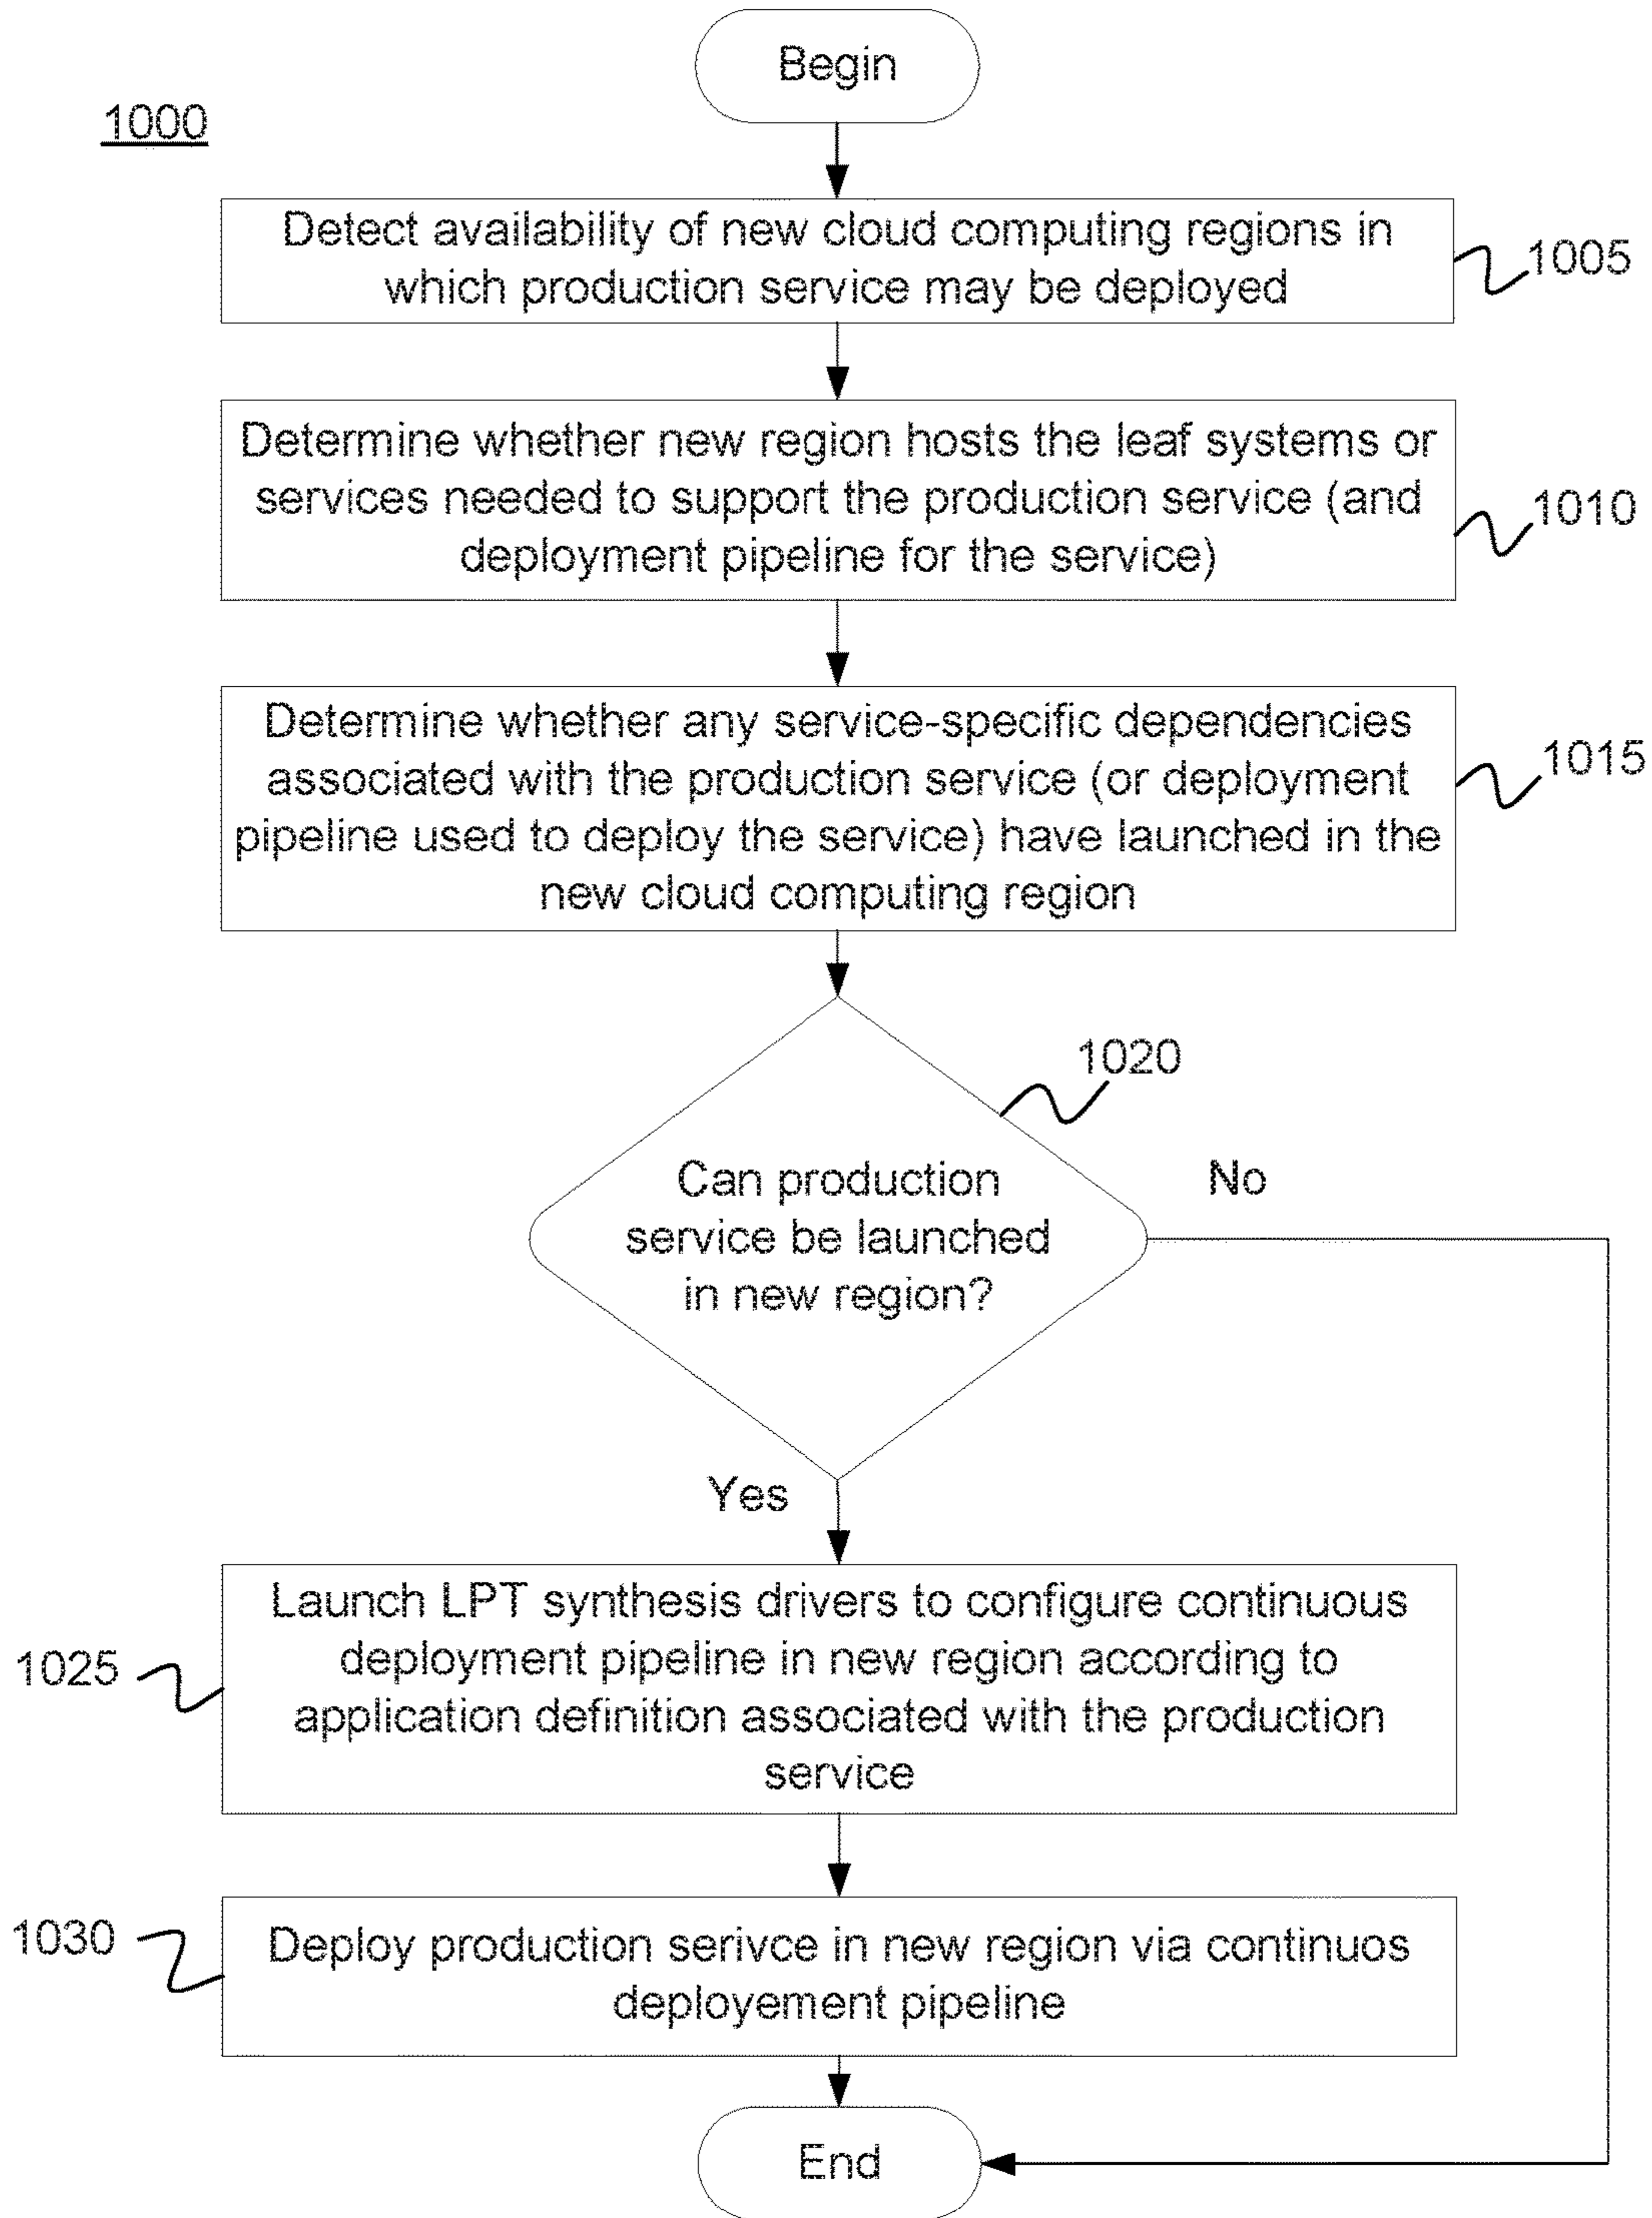 Begin
1000
Detect availability of new cloud computing regions in
which production service may be deployed
1005
Determine whether new region hosts the leaf systems or
services needed to support the production service (and
deployment pipeline for the service)
1010
Determine whether any service-specific dependencies
associated with the production service (or deployment
pipeline used to deploy the service) have launched in the
new cloud computing region
1015
1020
Can production
service be launched
in new region?
No
Yes
Launch LPT synthesis drivers to configure continuous
deployment pipeline in new region according to
application definition associated with the production
service
1025
Deploy production serivce in new region via continuos
deployement pipeline
1030
End